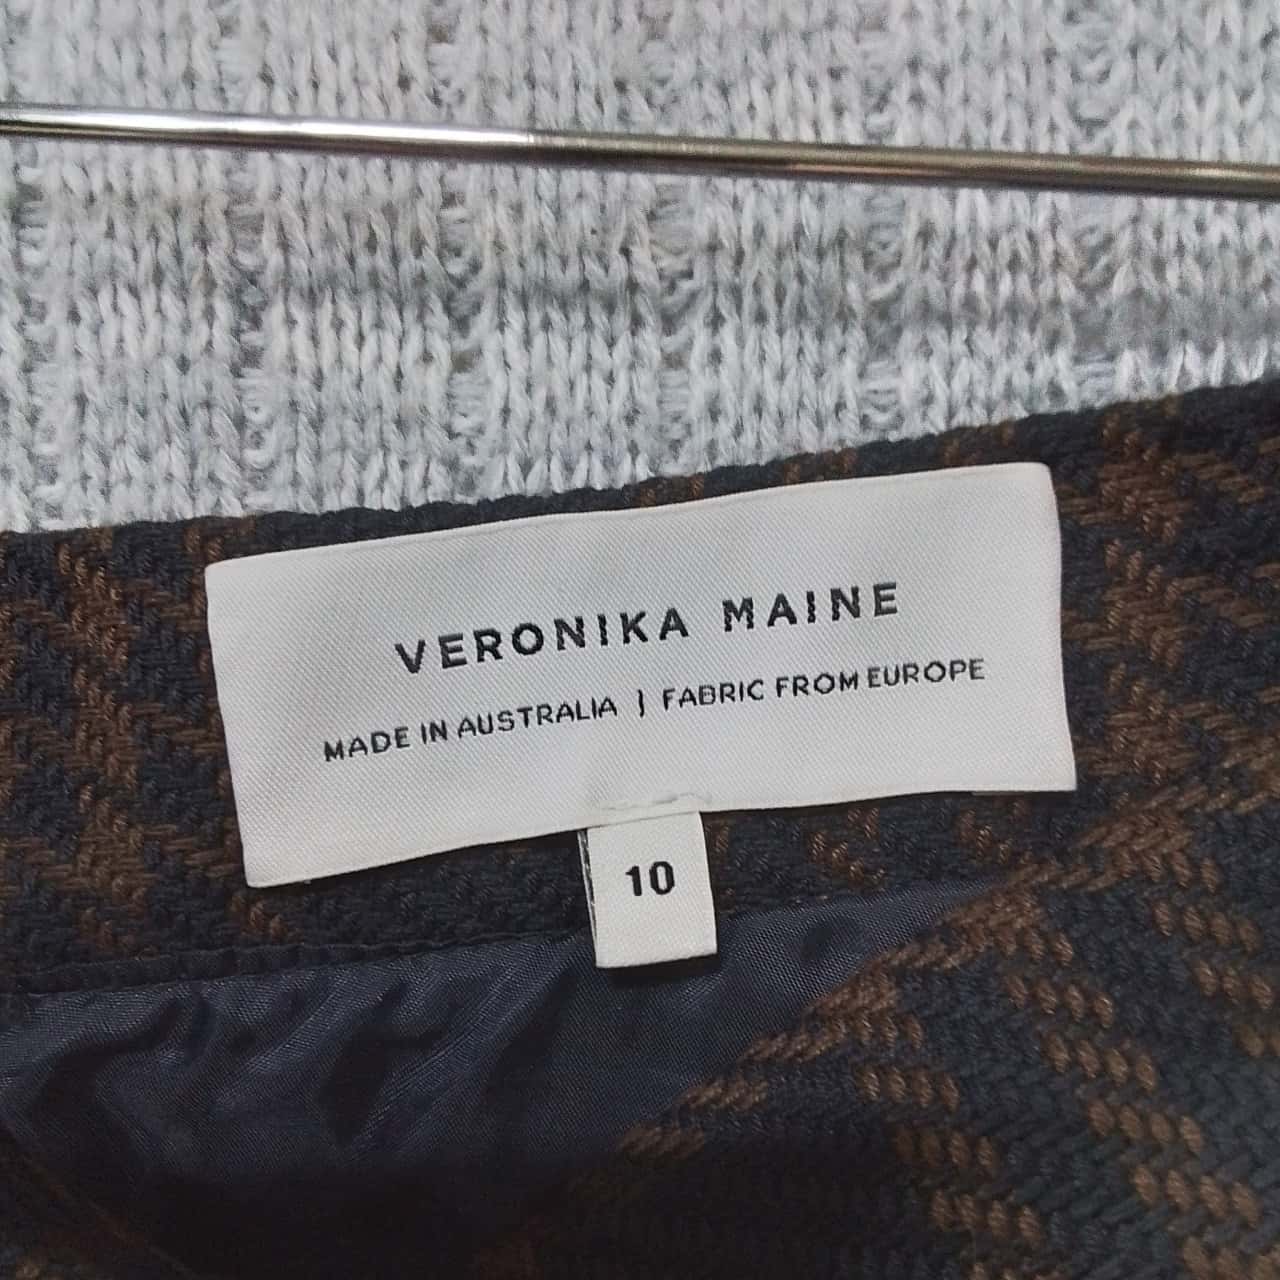 VERONIKA MAINE
MADE IN AUSTRALIA | FABRIC FROM EUROPE
10